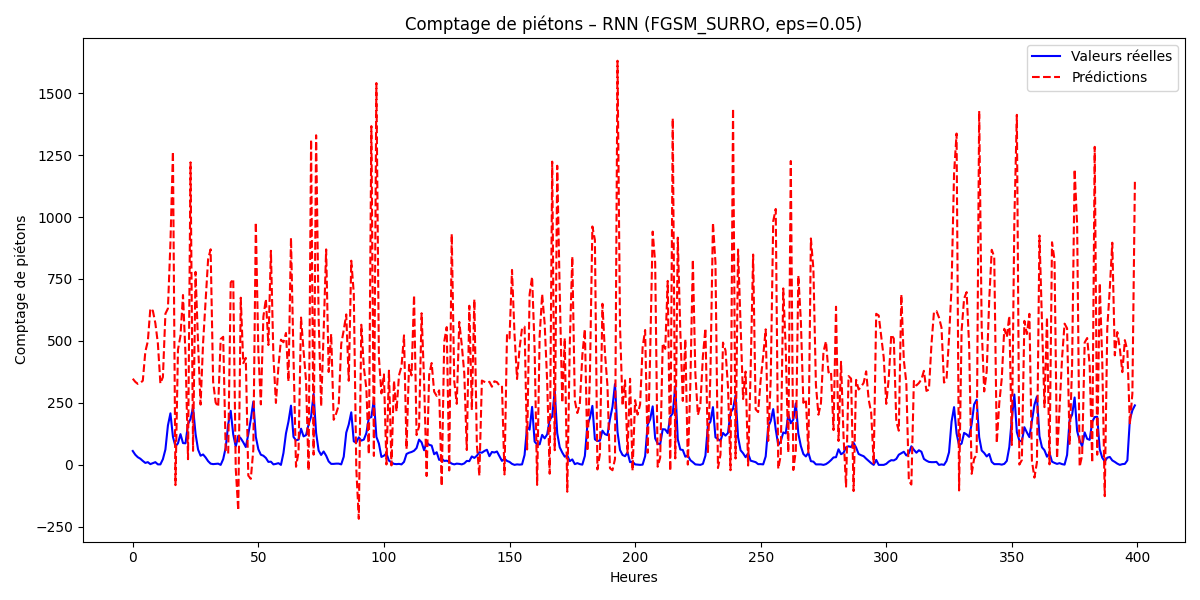 Comptage de piétons – RNN (FGSM_SURRO, eps=0.05)
Valeurs réelles
Prédictions
Comptage de piétons
1500
1250
1000
750
500
250
0
−250
0 50 100 150 200 250 300 350 400
Heures